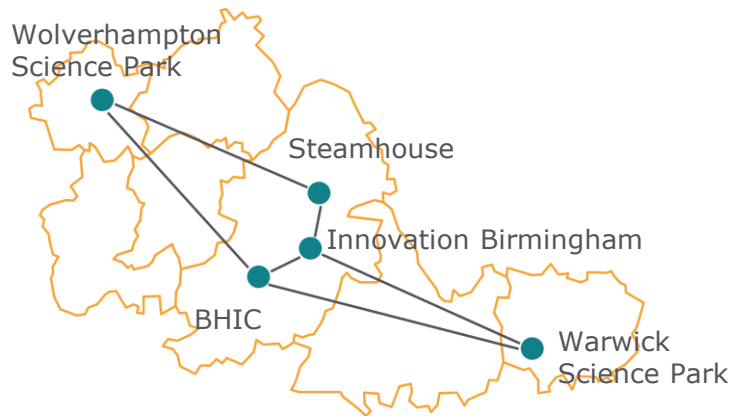 Wolverhampton
Science Park
Steamhouse
Innovation Birmingham
BHIC
Warwick
Science Park